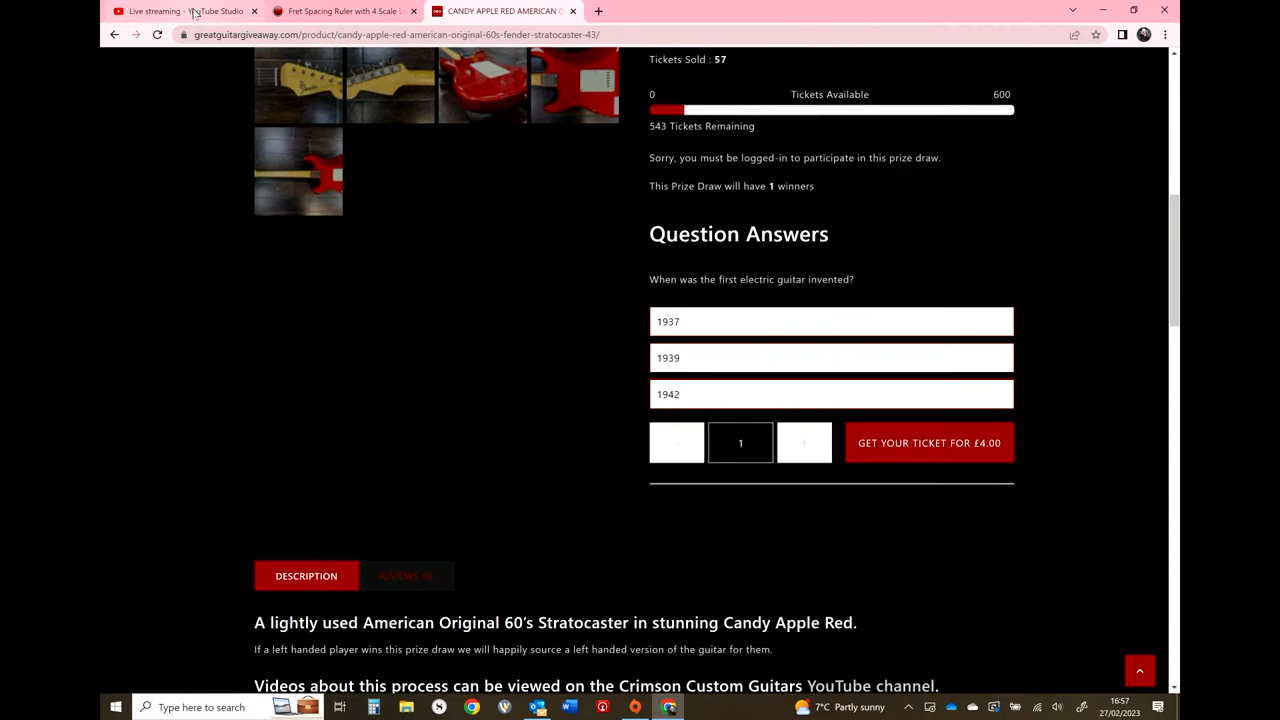 Live streaming - YouTube Studio
Fret Spacing Ruler with 4 Scale L
CANDY APPLE RED AMERICAN O
greatguitargiveaway.com/product/candy-apple-red-american-original-60s-fender-stratocaster-43/
Tickets Sold : 57
0 Tickets Available 600
543 Tickets Remaining
Sorry, you must be logged-in to participate in this prize draw.
This Prize Draw will have 1 winners
Question Answers
When was the first electric guitar invented?
1937
1939
1942
- 1 + GET YOUR TICKET FOR £4.00
DESCRIPTION
A lightly used American Original 60's Stratocaster in stunning Candy Apple Red.
If a left handed player wins this prize draw we will happily source a left handed version of the guitar for them.
Videos about this process can be viewed on the Crimson Custom Guitars YouTube channel.
Type here to search
7°C Partly sunny
16:57
27/02/2023